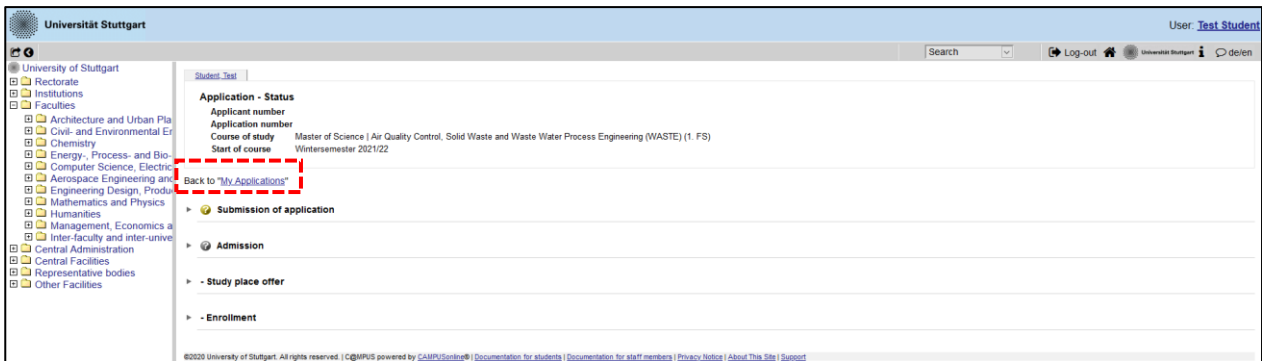 Universität Stuttgart
User: Test Student
Search
Log-out
Universität Stuttgart
i
de/en
University of Stuttgart
Rectorate
Institutions
Faculties
Architecture and Urban Pla
Civil- and Environmental Er
Chemistry
Energy-, Process- and Bio-
Computer Science, Electric
Aerospace Engineering and
Engineering Design, Produc
Mathematics and Physics
Humanities
Management, Economics a
Inter-faculty and inter-unive
Central Administration
Central Facilities
Representative bodies
Other Facilities
Student, Test
Application - Status
Applicant number
Application number
Course of study Master of Science | Air Quality Control, Solid Waste and Waste Water Process Engineering (WASTE) (1. FS)
Start of course Wintersemester 2021/22
Back to "My Applications"
Submission of application
Admission
- Study place offer
- Enrollment
©2020 University of Stuttgart. All rights reserved. | C@MPUS powered by CAMPUSonline® | Documentation for students | Documentation for staff members | Privacy Notice | About This Site | Support